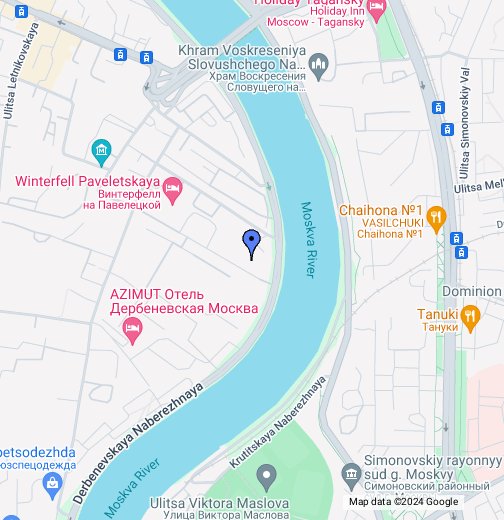 Holiday Tagansky
Holiday Inn
Moscow - Tagansky
Ulitsa Letnikovskaya
Khram Voskreseniya
Slovushchego Na...
Храм Воскресения
Словущего на...
Ulitsa Simonovskiy Val
Ulitsa Mel
Winterfell Paveletskaya
Винтерфелл
на Павелецкой
Moskva River
Chaihona №1
VASILCHUKI
Chaihona №1
AZIMUT Отель
Дербеневская Москва
Dominion
Tanuki
Тануки
Derbenevskaya Naberezhnaya
Krutitskaya Naberezhnaya
petsodezhda
юзспецодежда
Moskva River
Simonovskiy rayonnyy
sud g. Moskvy
Симоновский районный
Ulitsa Viktora Maslova
Улица Виктора Маслова
Map data ©2024 Google